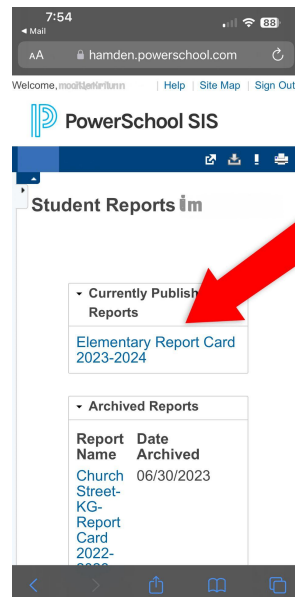 7:54
88
◄ Mail
AA hamden.powerschool.com
Welcome, | Help | Site Map | Sign Out
PowerSchool SIS
Student Reports im
Currently Publish
Reports
Elementary Report Card
2023-2024
Archived Reports
Report Date
Name Archived
Church 06/30/2023
Street-
KG-
Report
Card
2022-